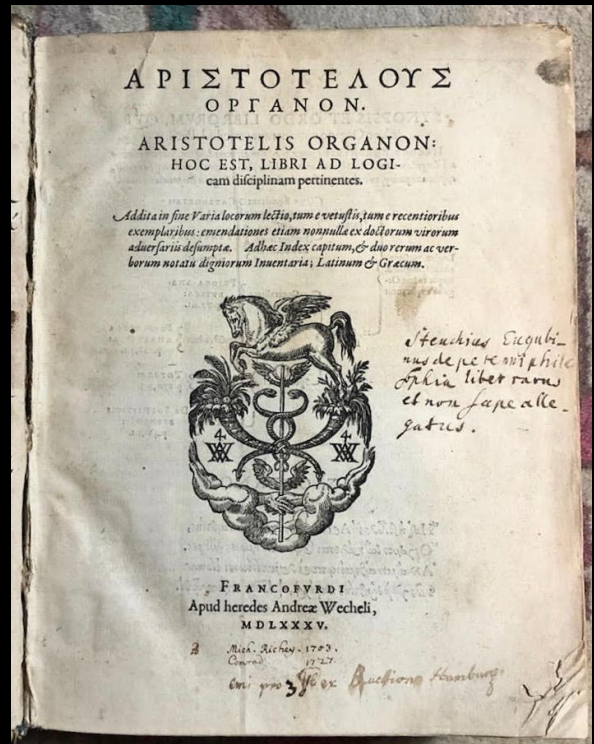 ΑΡΙΣΤΟΤΕΛΟΥΣ
ΟΡΓΑΝΟΝ.
ARISTOTELIS ORGANON:
HOC EST, LIBRI AD LOGI-
cam disciplinam pertinentes.
Addita in fine Varia locorum lectio, tum e vetustis, tum e recentioribus
exemplaribus: emendationes etiam nonnullæ ex doctorum virorum
adversariis desumptæ. Adhæc Index capitum, & duo rerum ac ver-
borum notatu digniorum Inuentaria; Latinum & Græcum.
Steuchius Eugubi-
nus de perenni philo
sophia liber rarus
et non sæpe alle-
gatus.
FRANCOFVRDI
Apud heredes Andreæ Wecheli,
MDLXXXV.
Mich. Richey. 1703.
Conrad 1727.
emi pro 3 ex Auctione Hamburg.